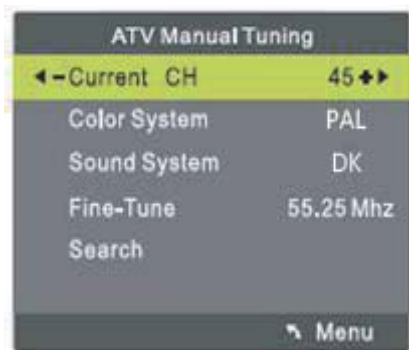 ATV Manual Tuning
Current CH 45
Color System PAL
Sound System DK
Fine-Tune 55.25 Mhz
Search
Menu